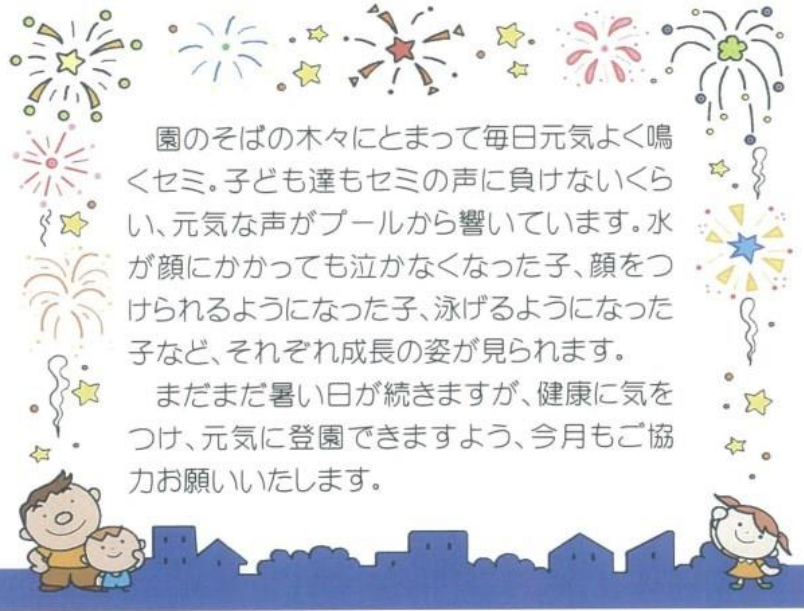 園のそばの木々にとまって毎日元気よく鳴
くセミ。子ども達もセミの声に負けないくら
い、元気な声がプールから響いています。水
が顔にかかっても泣かなくなった子、顔をつ
けられるようになった子、泳げるようになった
子など、それぞれ成長の姿が見られます。
まだまだ暑い日が続きますが、健康に気を
つけ、元気に登園できますよう、今月もご協
力お願いいたします。